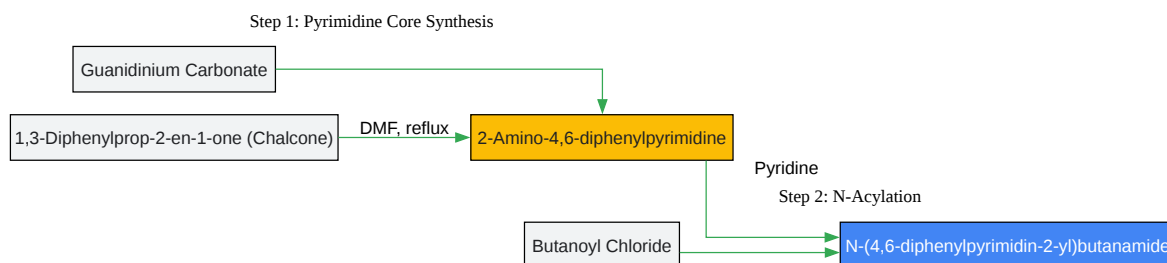 Step 1: Pyrimidine Core Synthesis
Guanidinium Carbonate
1,3-Diphenylprop-2-en-1-one (Chalcone)
DMF, reflux
2-Amino-4,6-diphenylpyrimidine
Pyridine
Step 2: N-Acylation
Butanoyl Chloride
N-(4,6-diphenylpyrimidin-2-yl)butanamide